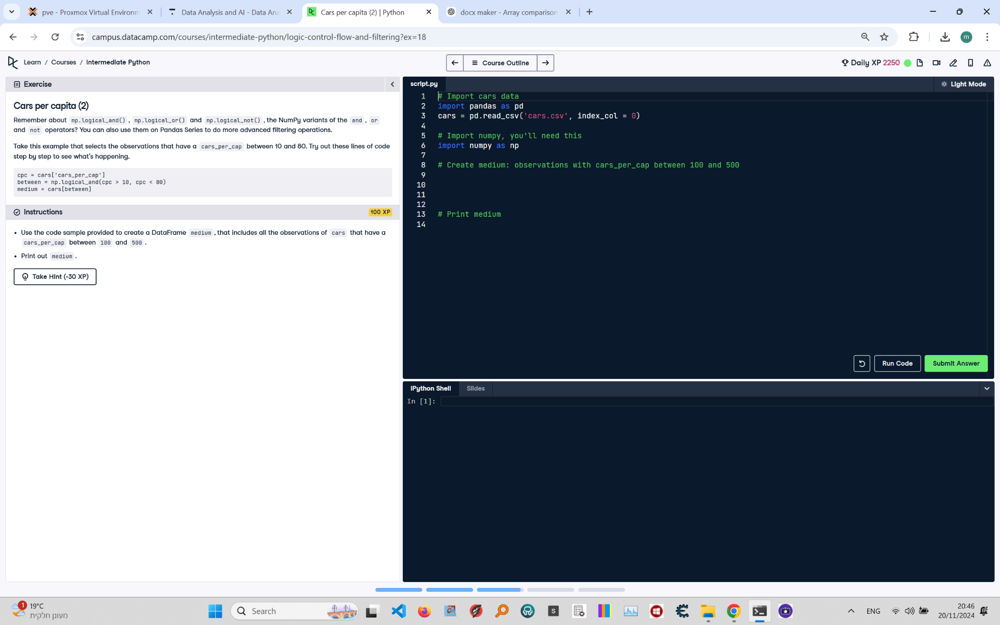 pve - Proxmox Virtual Environm
Data Analysis and AI - Data Ana
Cars per capita (2) | Python
docx maker - Array comparison
campus.datacamp.com/courses/intermediate-python/logic-control-flow-and-filtering?ex=18
m
Learn / Courses / Intermediate Python
Course Outline
Daily XP 2250
Exercise
Cars per capita (2)
Remember about np.logical_and() , np.logical_or() and np.logical_not() , the NumPy variants of the and , or
and not operators? You can also use them on Pandas Series to do more advanced filtering operations.
Take this example that selects the observations that have a cars_per_cap between 10 and 80. Try out these lines of code
step by step to see what's happening.
cpc = cars['cars_per_cap']
between = np.logical_and(cpc > 10, cpc < 80)
medium = cars[between]
Instructions
100 XP
• Use the code sample provided to create a DataFrame medium , that includes all the observations of cars that have a
cars_per_cap between 100 and 500 .
• Print out medium .
Take Hint (-30 XP)
script.py
Light Mode
1 # Import cars data
2 import pandas as pd
3 cars = pd.read_csv('cars.csv', index_col = 0)
4
5 # Import numpy, you'll need this
6 import numpy as np
7
8 # Create medium: observations with cars_per_cap between 100 and 500
9
10
11
12
13 # Print medium
14
Run Code
Submit Answer
IPython Shell
Slides
In [1]:
1
19°C
מעונן חלקית
Search
S
ENG
20:46
20/11/2024